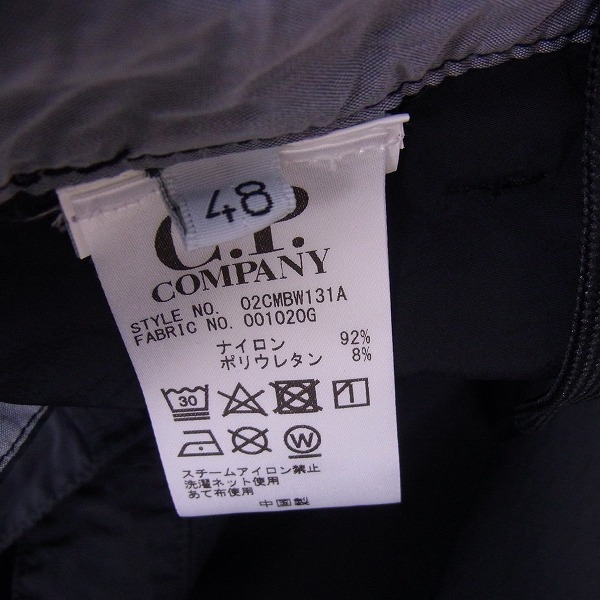 48
C.P.
COMPANY
STYLE NO. 02CMBW131A
FABRIC NO. 001020G
ナイロン 92%
ポリウレタン 8%
30
W
スチームアイロン禁止
洗濯ネット使用
あて布使用
中国製